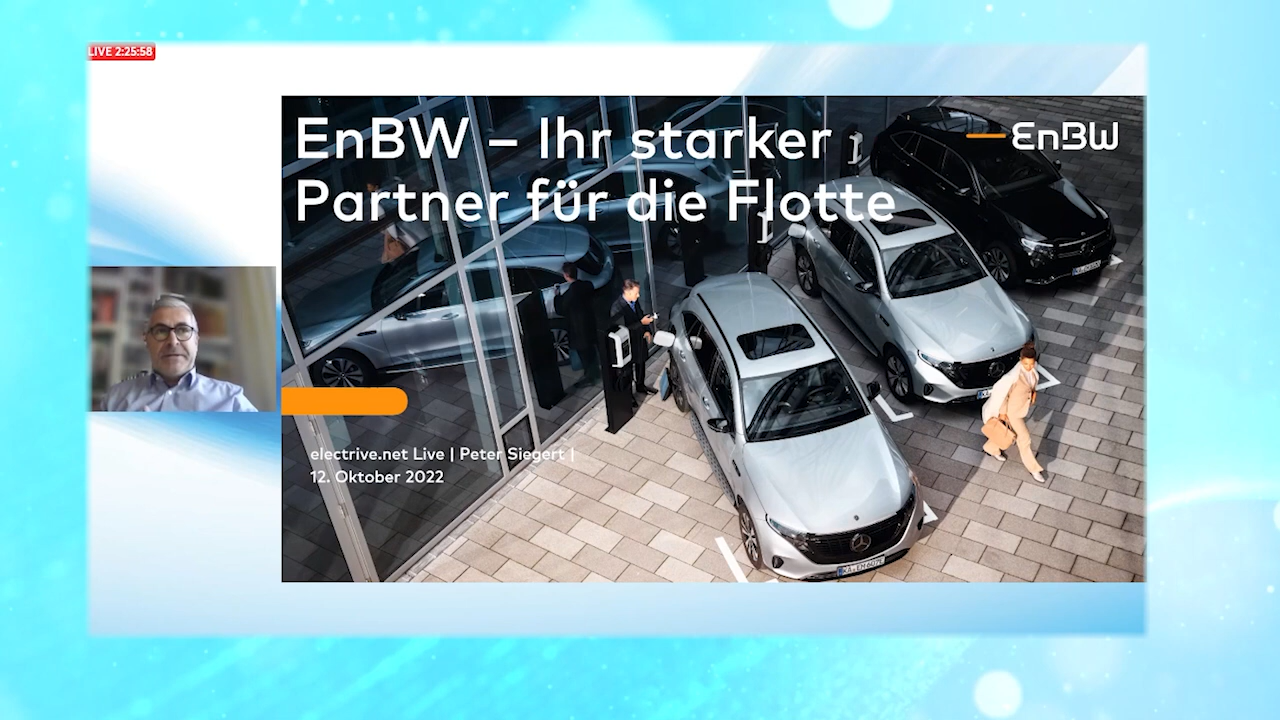 LIVE 2:25:58
EnBW – Ihr starker
Partner für die Flotte
EnBW
electrive.net Live | Peter Siegert |
12. Oktober 2022